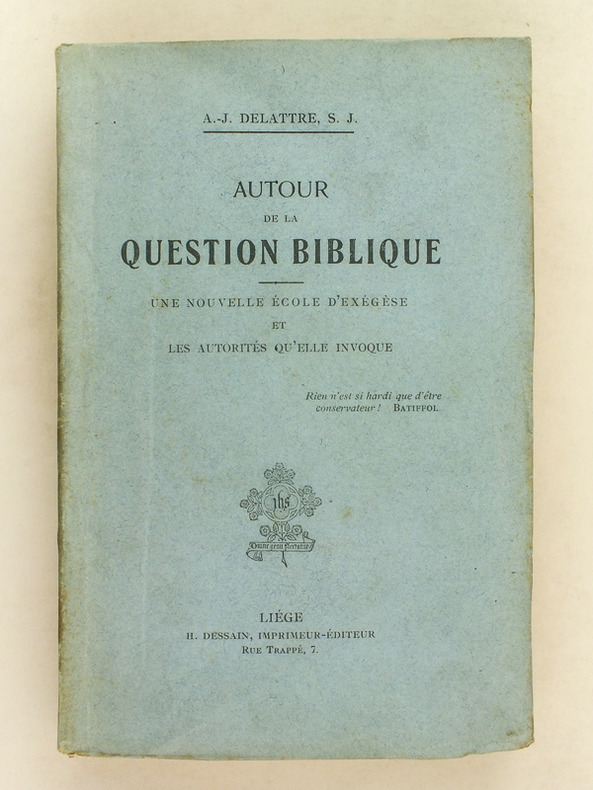 A.-J. DELATTRE, S. J.
AUTOUR
DE LA
QUESTION BIBLIQUE
UNE NOUVELLE ÉCOLE D'EXÉGÈSE
ET
LES AUTORITÉS QU'ELLE INVOQUE
Rien n'est si hardi que d'être
conservateur! BATIFFOL
ihs
LIÉGE
H. DESSAIN, IMPRIMEUR-ÉDITEUR
RUE TRAPPÉ, 7.